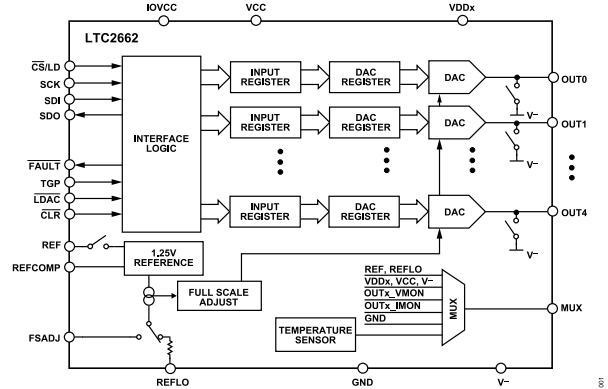 IOVCC
VCC
VDDx
LTC2662
CS/LD
SCK
SDI
SDO
FAULT
TGP
LDAC
CLR
REF
REFCOMP
FSADJ
INTERFACE
LOGIC
INPUT
REGISTER
DAC
REGISTER
DAC
OUT0
V–
INPUT
REGISTER
DAC
REGISTER
DAC
OUT1
V–
INPUT
REGISTER
DAC
REGISTER
DAC
OUT4
V–
1.25V
REFERENCE
FULL SCALE
ADJUST
REF, REFLO
VDDx, VCC, V–
OUTx_VMON
OUTx_IMON
GND
TEMPERATURE
SENSOR
MUX
MUX
REFLO
GND
V–
001